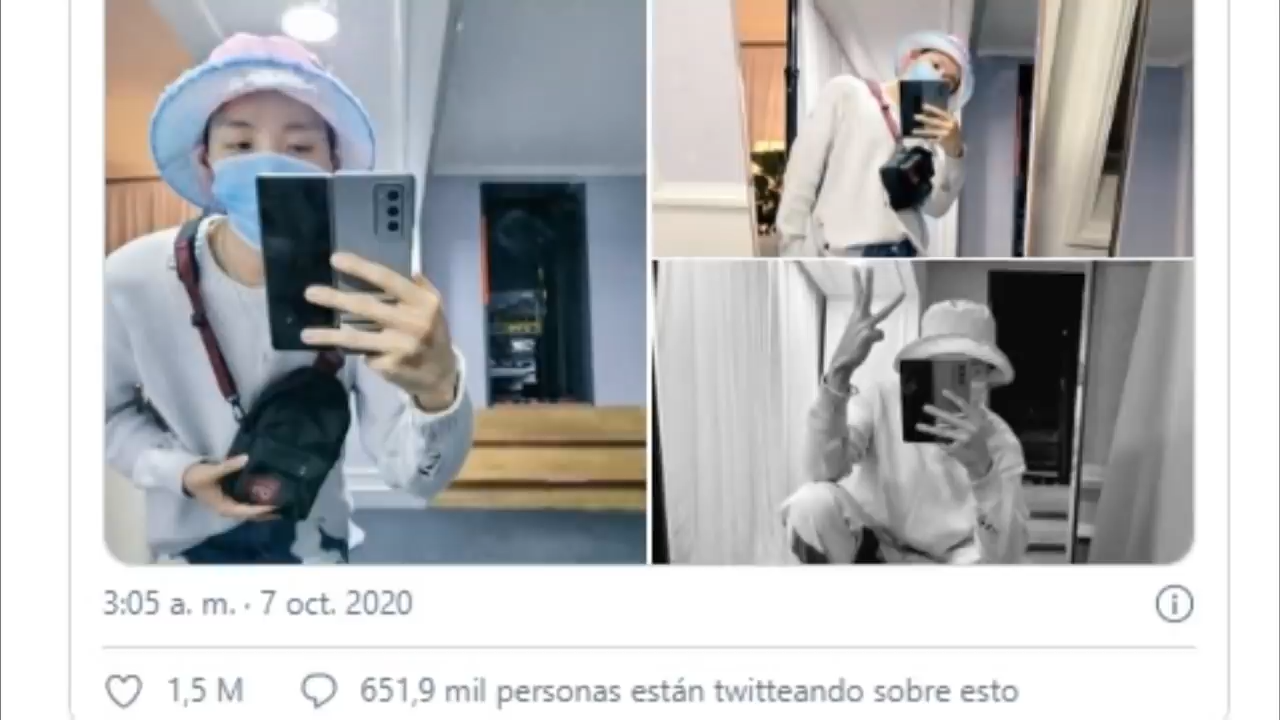 3:05 a. m. · 7 oct. 2020
1,5 M
651,9 mil personas están twitteando sobre esto